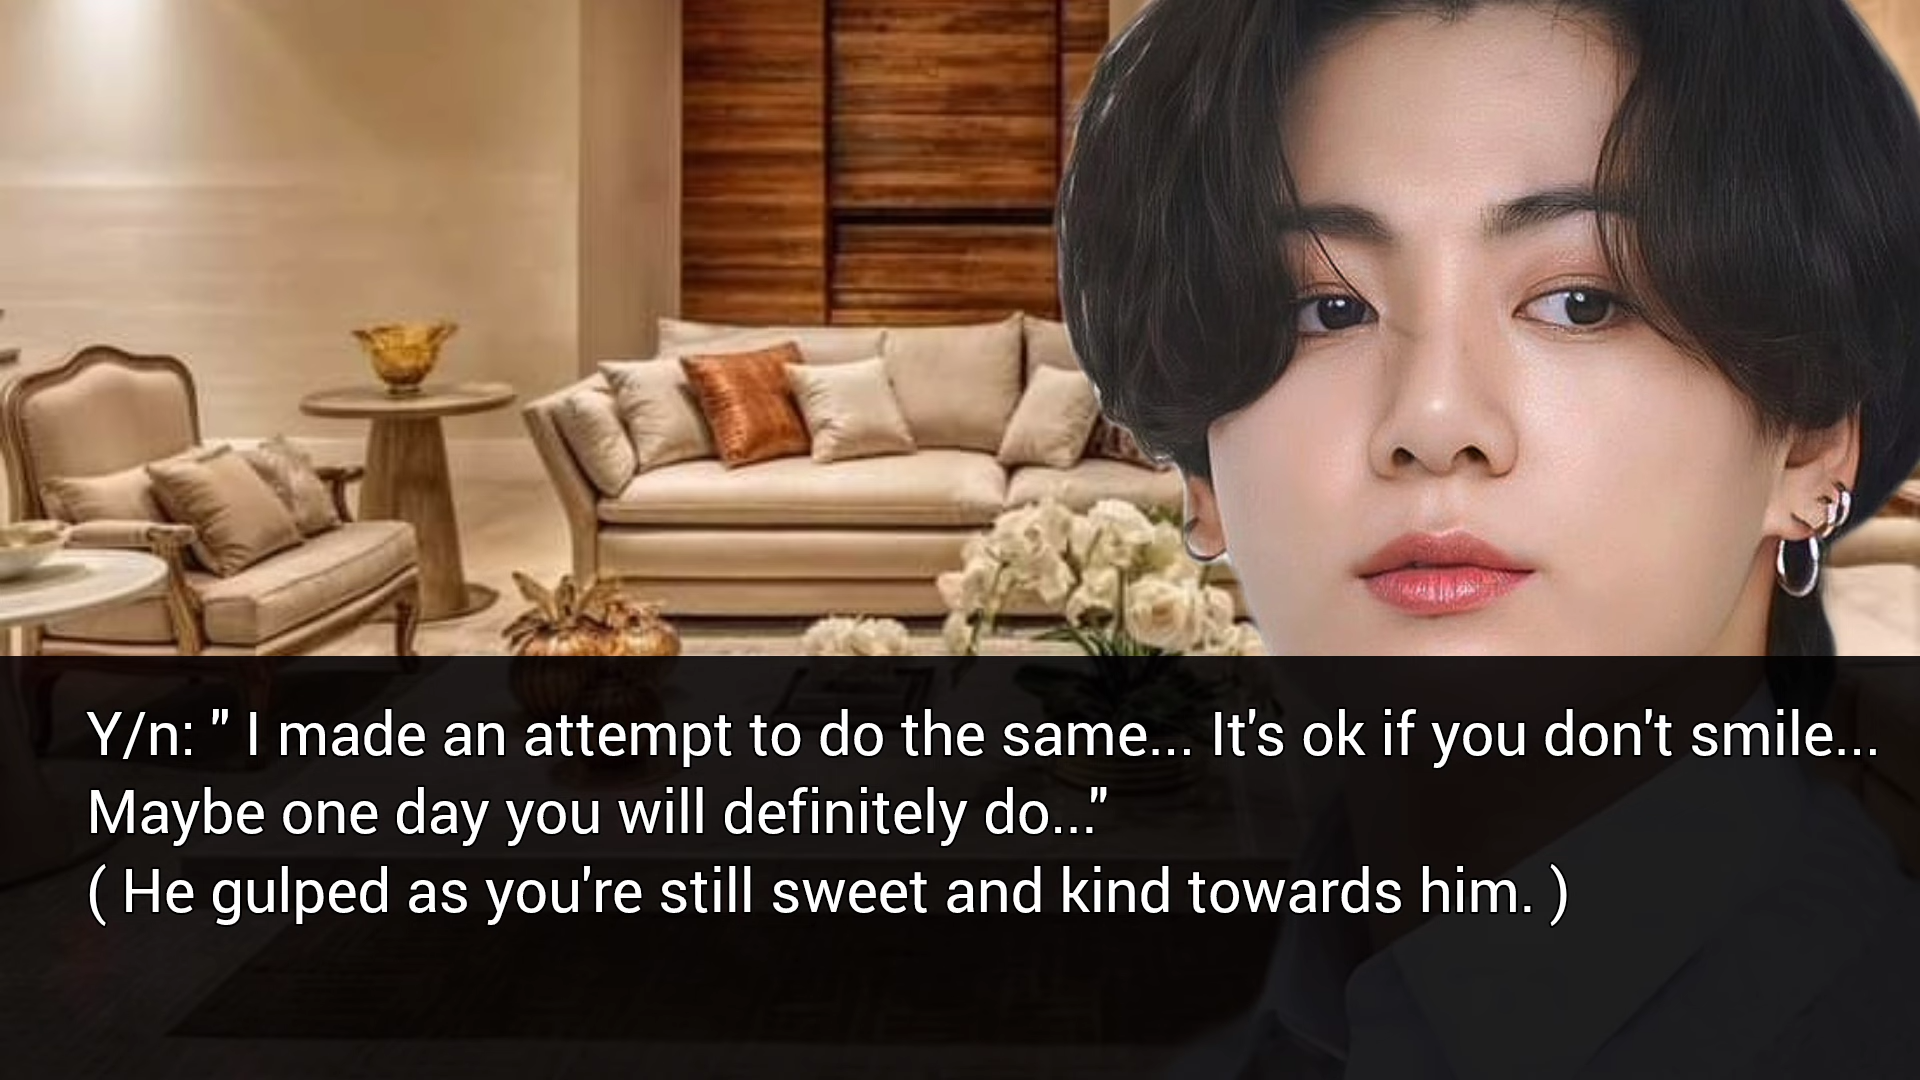 Y/n: " I made an attempt to do the same... It's ok if you don't smile...
Maybe one day you will definitely do..."
( He gulped as you're still sweet and kind towards him. )